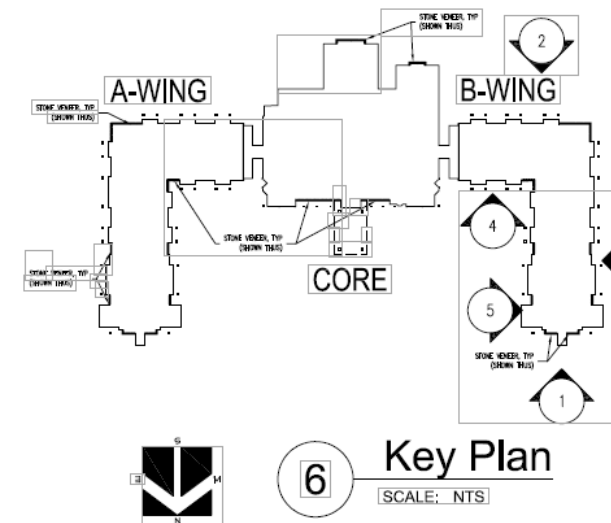 STONE VENEER, TYP
(SHOWN THUS)
2
A-WING
B-WING
STONE VENEER, TYP
(SHOWN THUS)
4
STONE VENEER, TYP
(SHOWN THUS)
CORE
STONE VENEER, TYP
(SHOWN THUS)
5
STONE VENEER, TYP
(SHOWN THUS)
1
S
E
W
N
6
Key Plan
SCALE: NTS